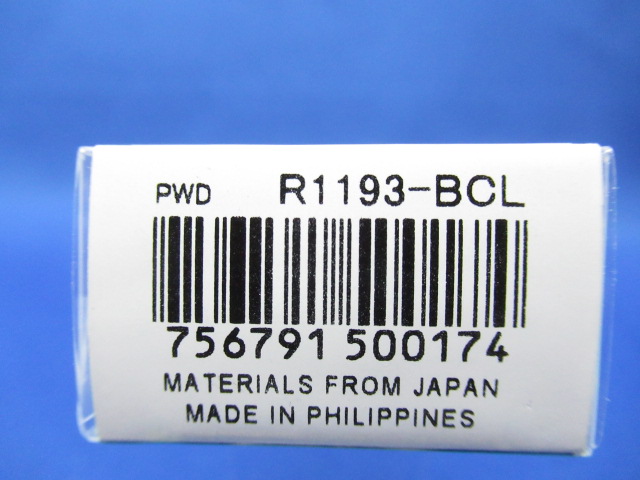 PWD R1193-BCL
756791 500174
MATERIALS FROM JAPAN
MADE IN PHILIPPINES